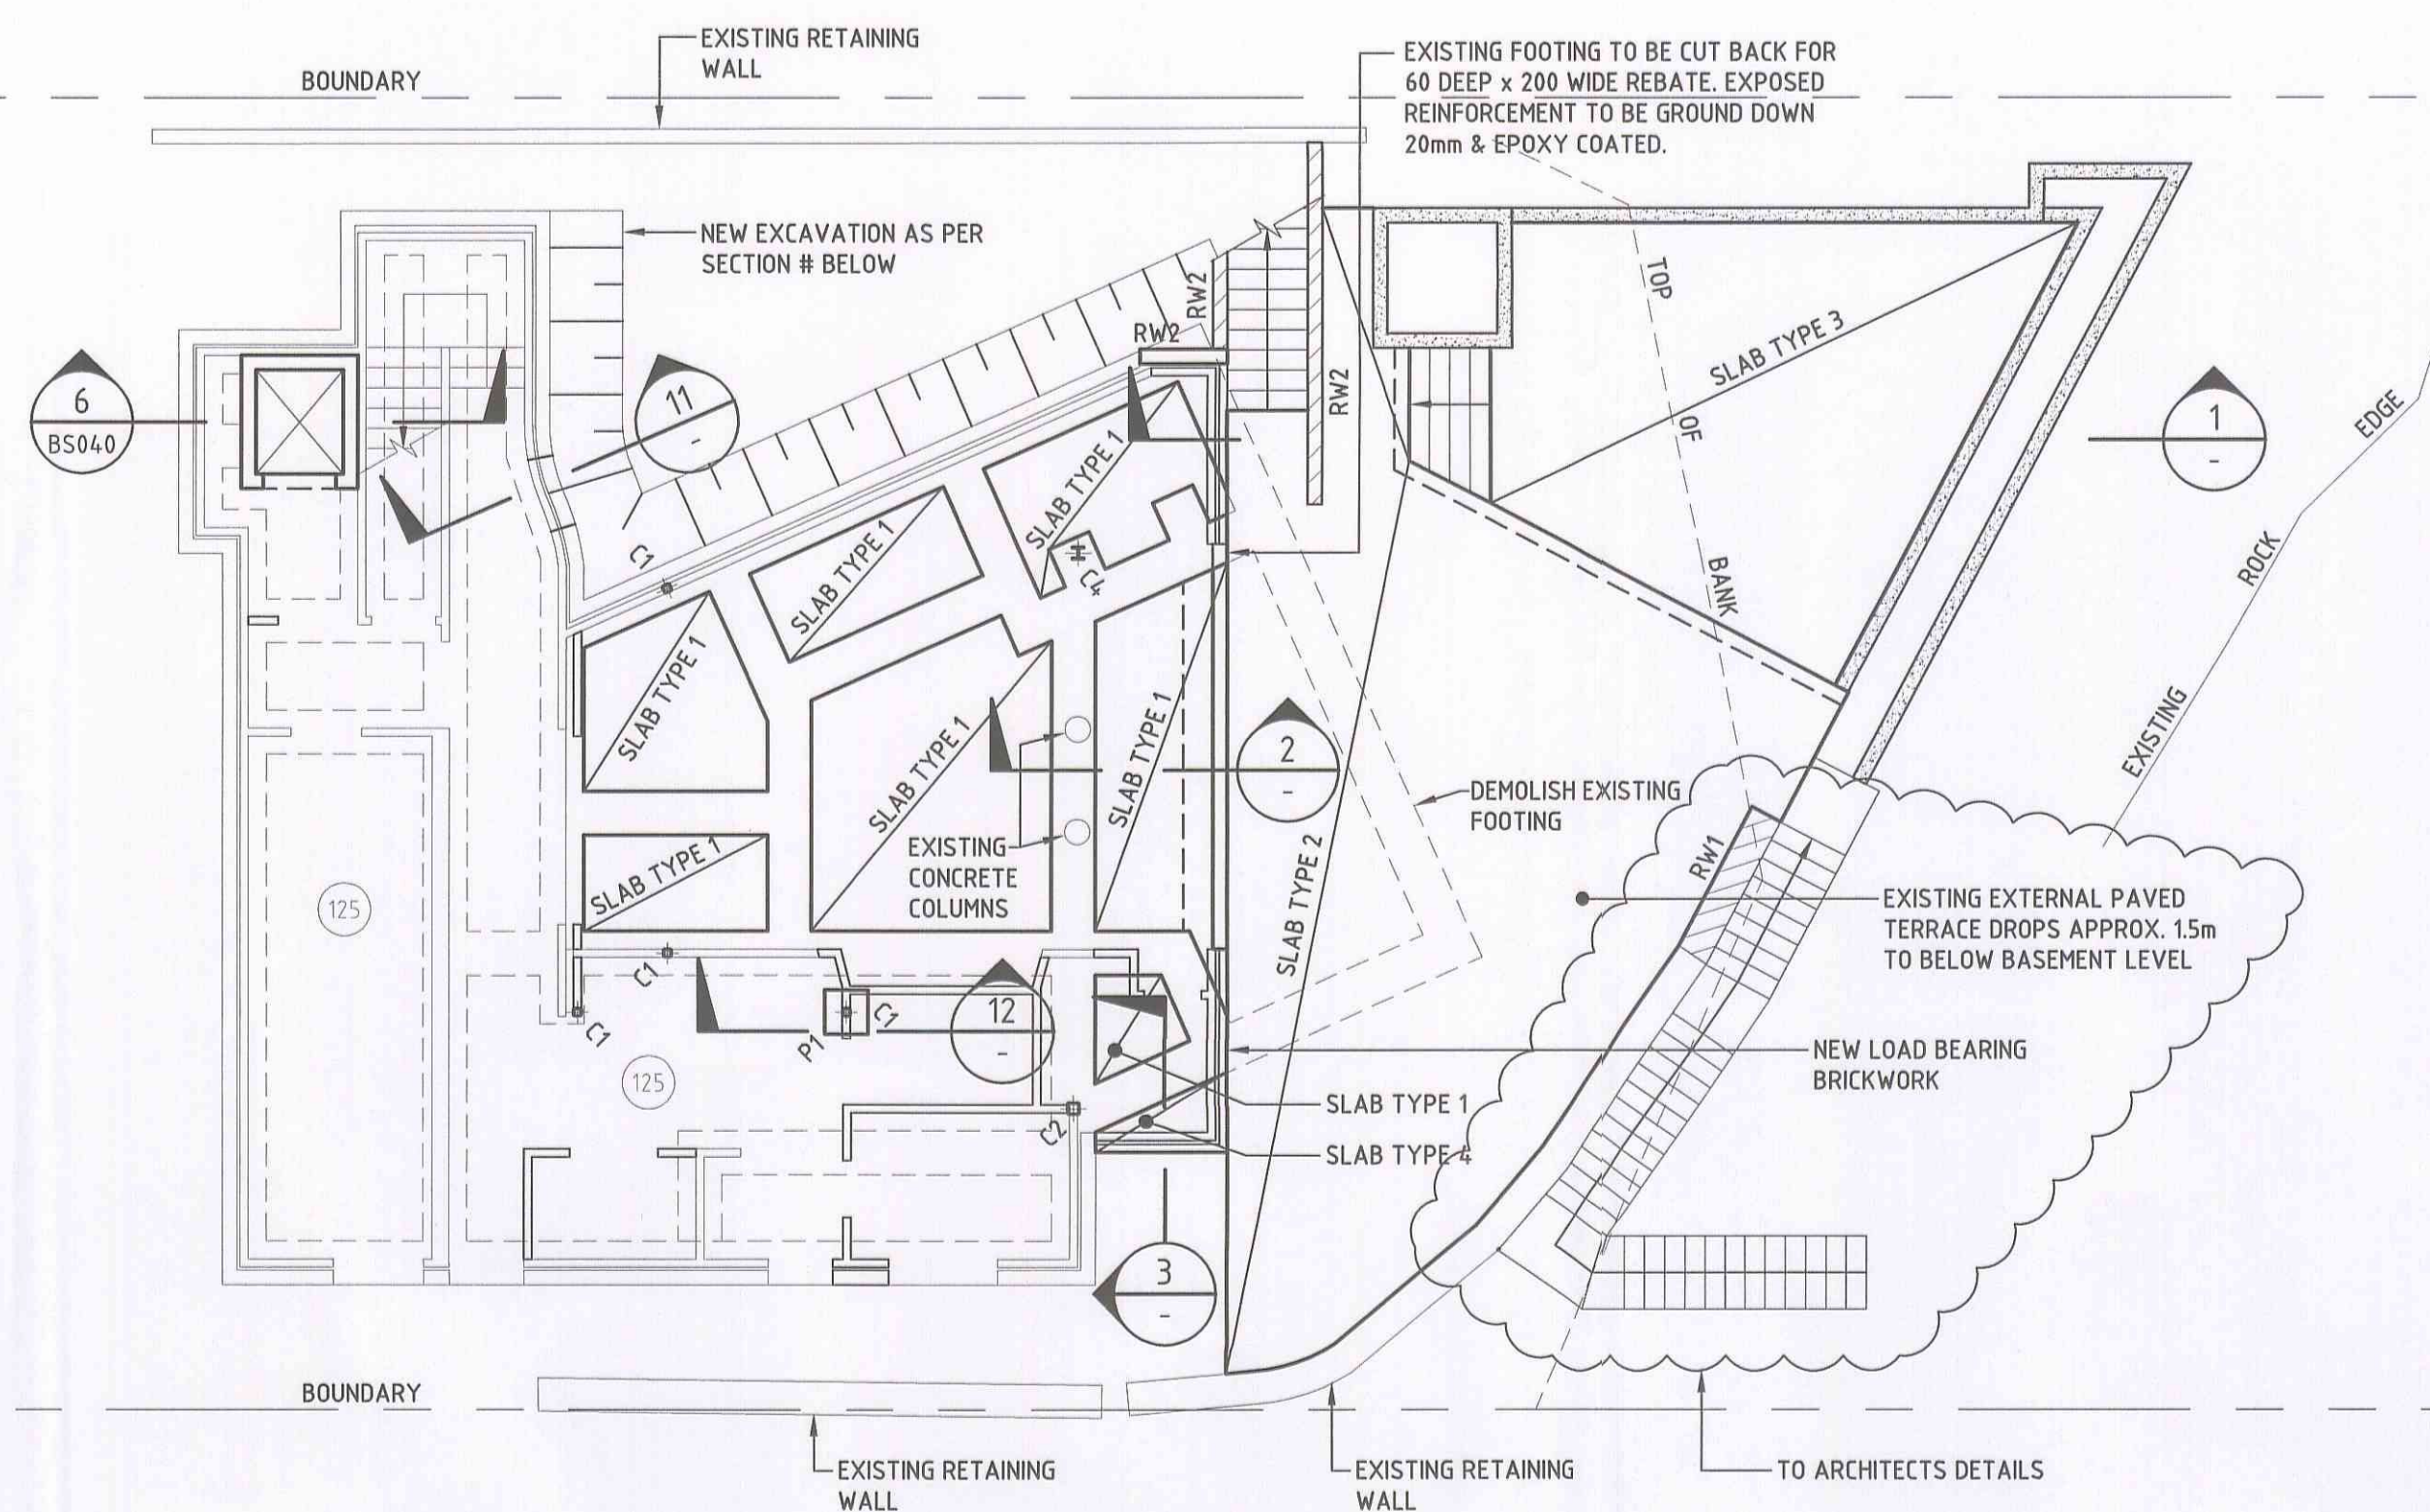 EXISTING RETAINING
WALL
BOUNDARY
EXISTING FOOTING TO BE CUT BACK FOR
60 DEEP x 200 WIDE REBATE. EXPOSED
REINFORCEMENT TO BE GROUND DOWN
20mm & EPOXY COATED.
NEW EXCAVATION AS PER
SECTION # BELOW
RW2
RW2
RW2
TOP
OF
BANK
SLAB TYPE 3
6
BS040
11
-
1
-
EDGE
ROCK
EXISTING
SLAB TYPE 1
SLAB TYPE 1
C1
C4
SLAB TYPE 1
SLAB TYPE 1
SLAB TYPE 1
2
-
DEMOLISH EXISTING
FOOTING
SLAB TYPE 1
EXISTING
CONCRETE
COLUMNS
SLAB TYPE 2
RW1
125
EXISTING EXTERNAL PAVED
TERRACE DROPS APPROX. 1.5m
TO BELOW BASEMENT LEVEL
C1
C1
P1
C1
12
-
125
NEW LOAD BEARING
BRICKWORK
SLAB TYPE 1
C2
SLAB TYPE 4
3
-
BOUNDARY
EXISTING RETAINING
WALL
EXISTING RETAINING
WALL
TO ARCHITECTS DETAILS